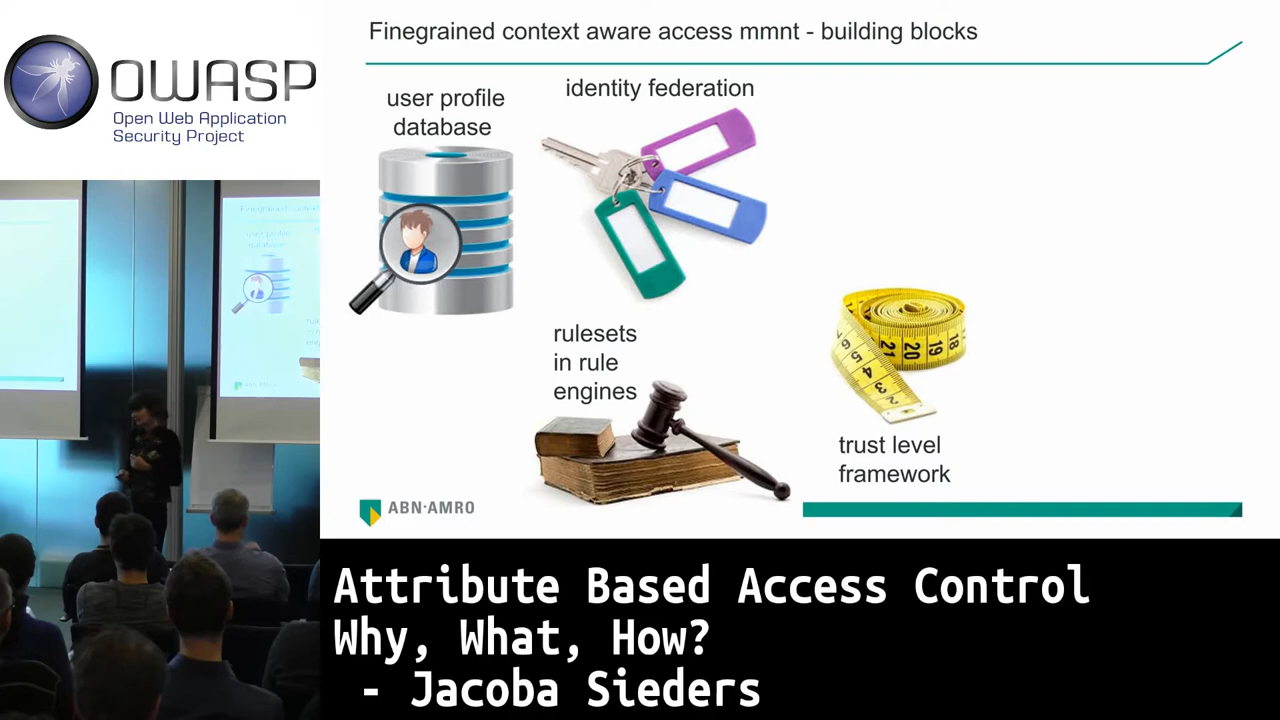 OWASP
Open Web Application
Security Project
Finegrained context aware access mmnt - building blocks
user profile
database
identity federation
rulesets
in rule
engines
trust level
framework
ABN·AMRO
Attribute Based Access Control
Why, What, How?
- Jacoba Sieders